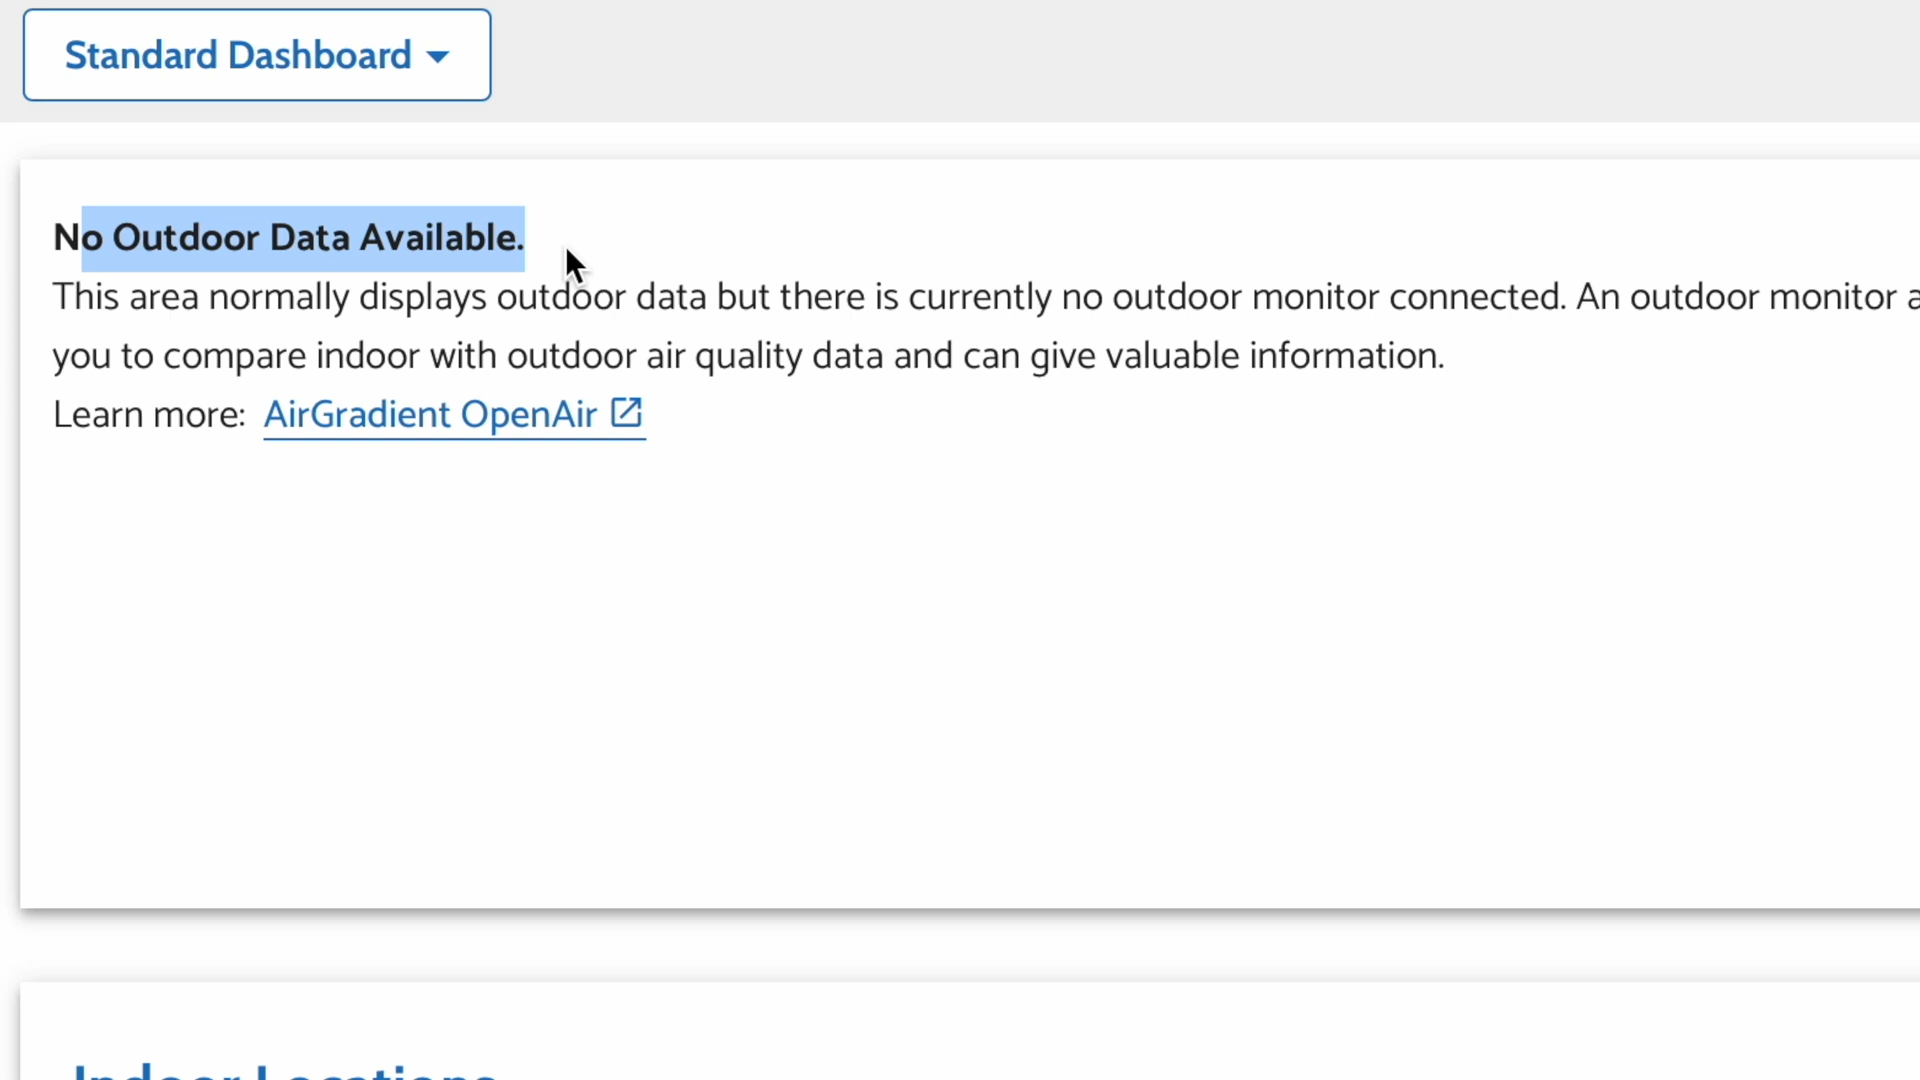 Standard Dashboard
No Outdoor Data Available.
This area normally displays outdoor data but there is currently no outdoor monitor connected. An outdoor monitor
you to compare indoor with outdoor air quality data and can give valuable information.
Learn more: AirGradient OpenAir
Indoor Locations